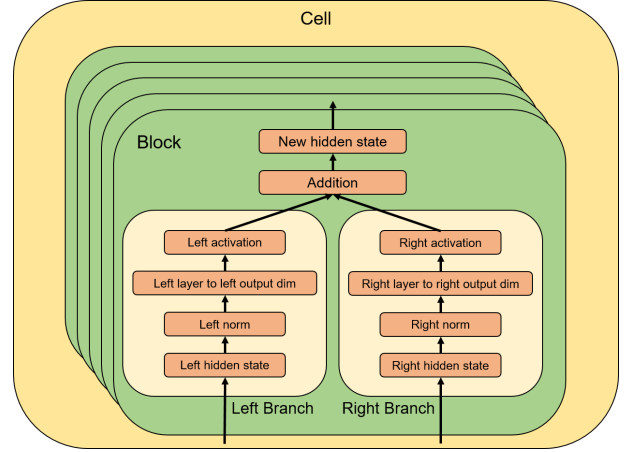 Cell
Block
New hidden state
Addition
Left activation
Left layer to left output dim
Left norm
Left hidden state
Left Branch
Right activation
Right layer to right output dim
Right norm
Right hidden state
Right Branch